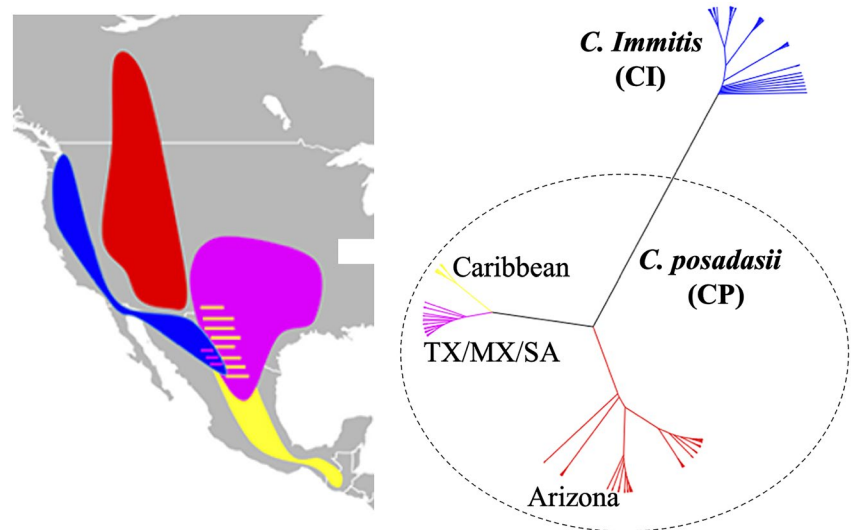 C. Immitis
(CI)
C. posadasii
(CP)
Caribbean
TX/MX/SA
Arizona